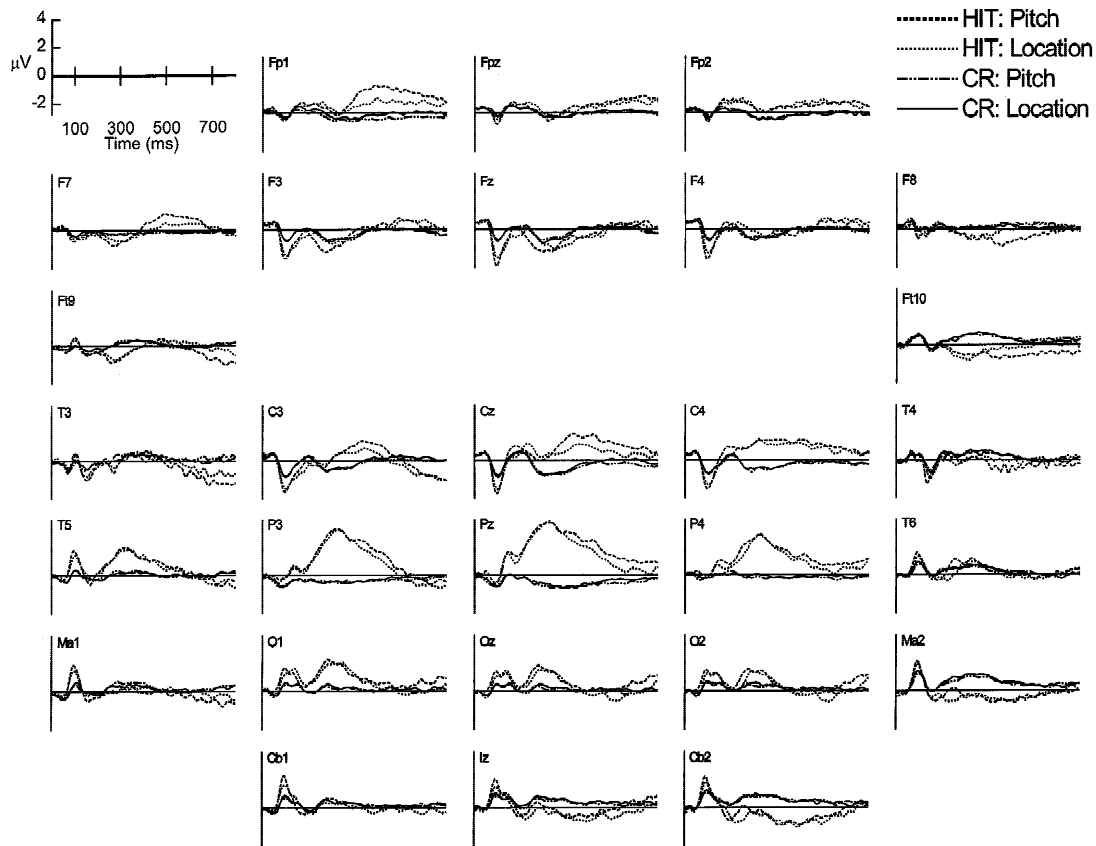 4
2
μV 0
-2
100 300 500 700
Time (ms)
HIT: Pitch
HIT: Location
CR: Pitch
CR: Location
Fp1 Fpz Fp2
F7 F3 Fz F4 F8
Ft9 Ft10
T3 C3 Cz C4 T4
T5 P3 Pz P4 T6
Ma1 O1 Oz O2 Ma2
Cb1 Iz Cb2